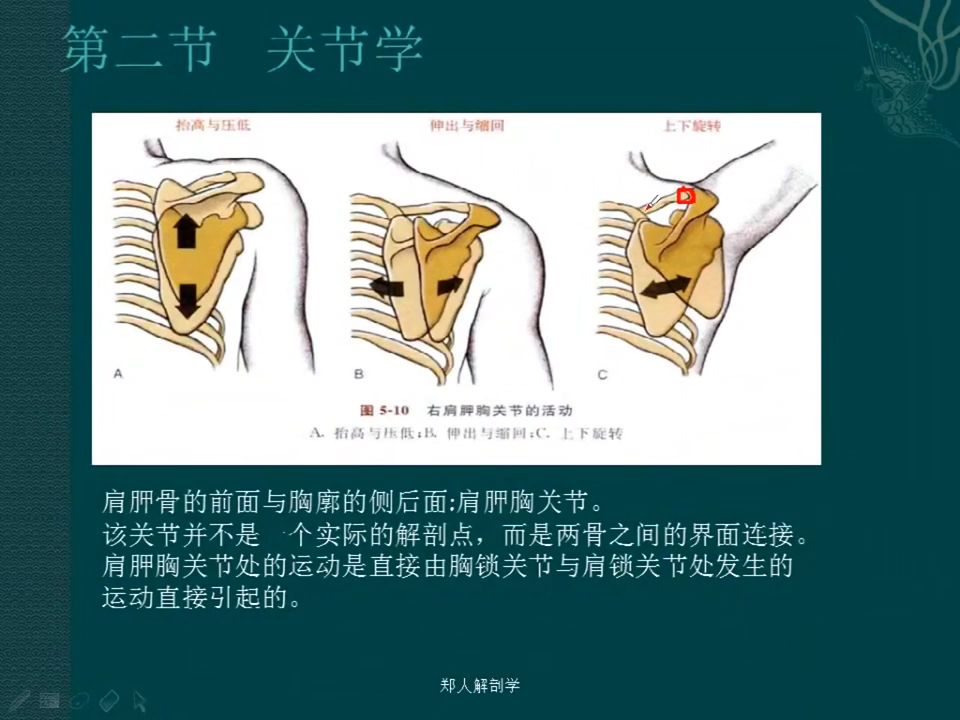 第二节 关节学
抬高与压低 伸出与缩回 上下旋转
A B C
图 5-10 右肩胛胸关节的活动
A. 抬高与压低;B. 伸出与缩回;C. 上下旋转
肩胛骨的前面与胸廓的侧后面:肩胛胸关节。
该关节并不是一个实际的解剖点，而是两骨之间的界面连接。
肩胛胸关节处的运动是直接由胸锁关节与肩锁关节处发生的
运动直接引起的。
郑人解剖学